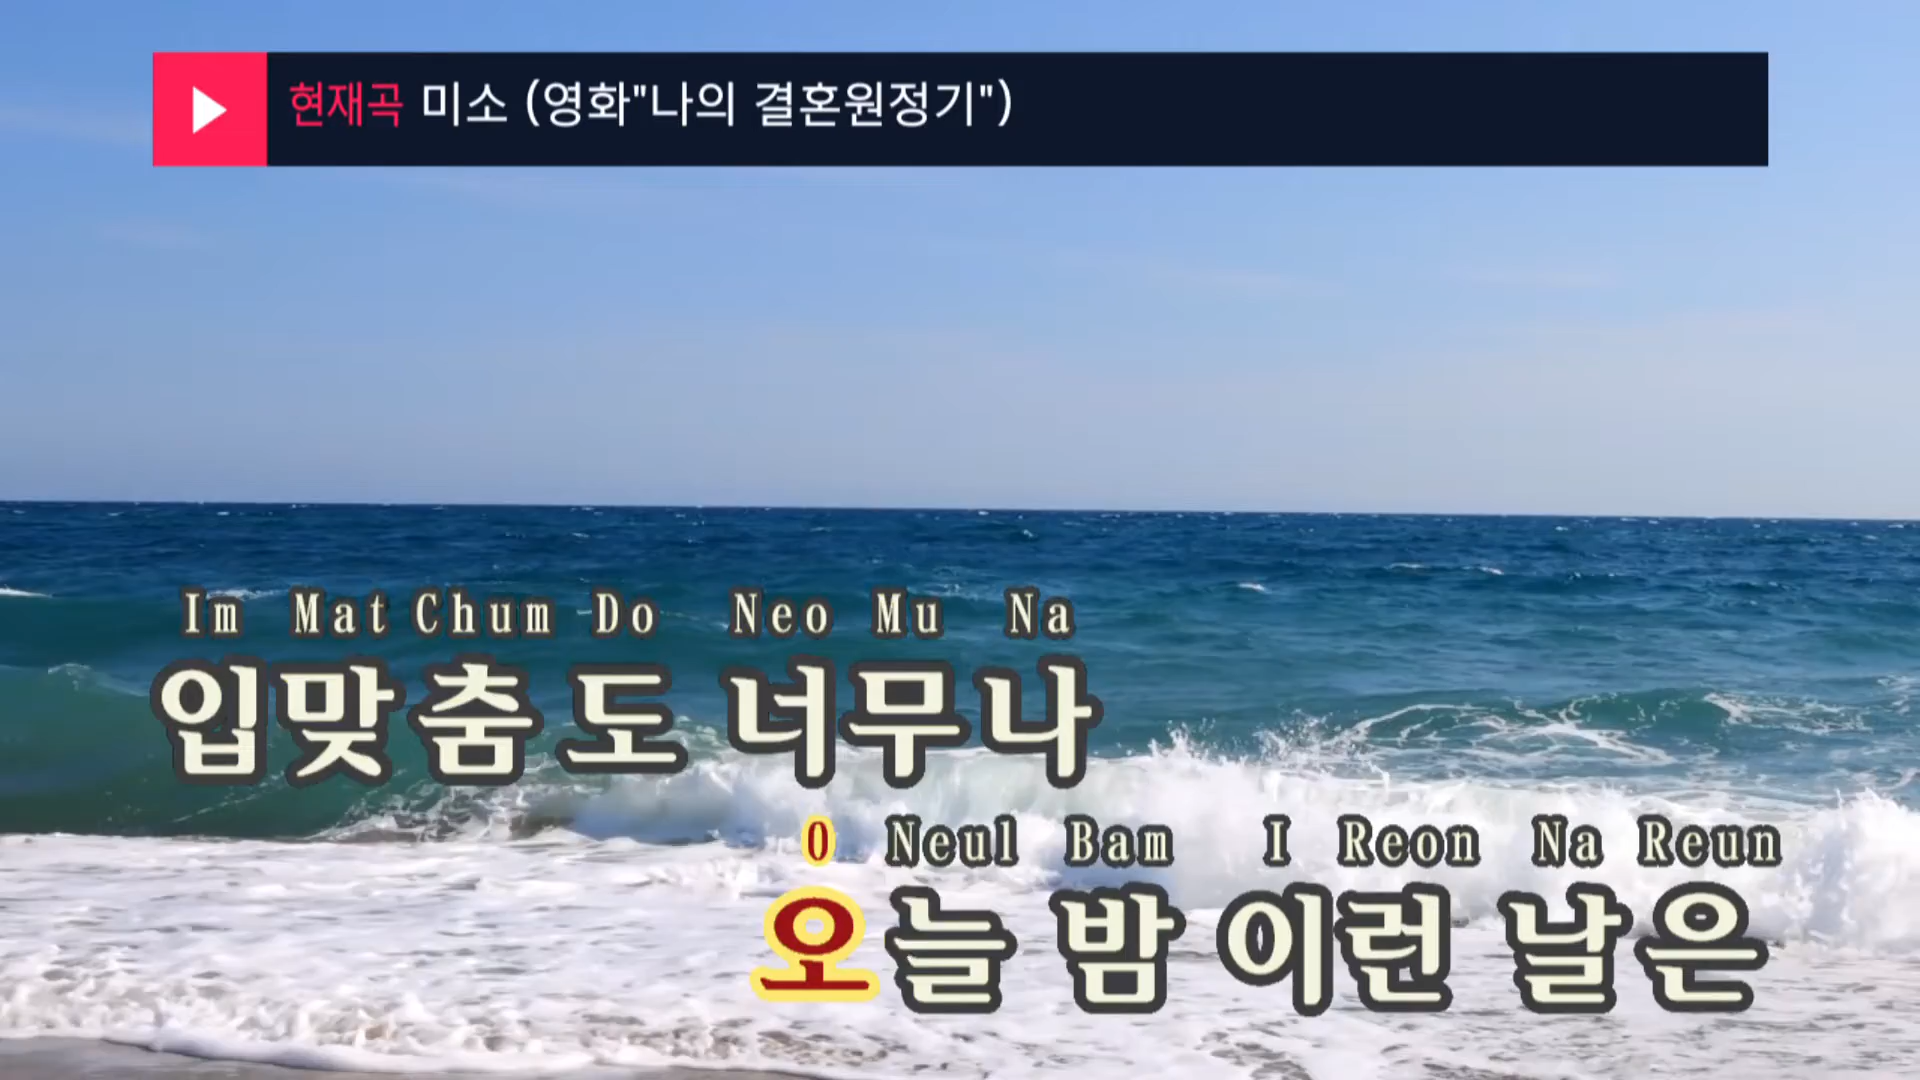 현재곡 미소 (영화"나의 결혼원정기")
Im Mat Chum Do Neo Mu Na
입맞춤도 너무나
O Neul Bam I Reon Na Reun
오늘 밤 이런 날은